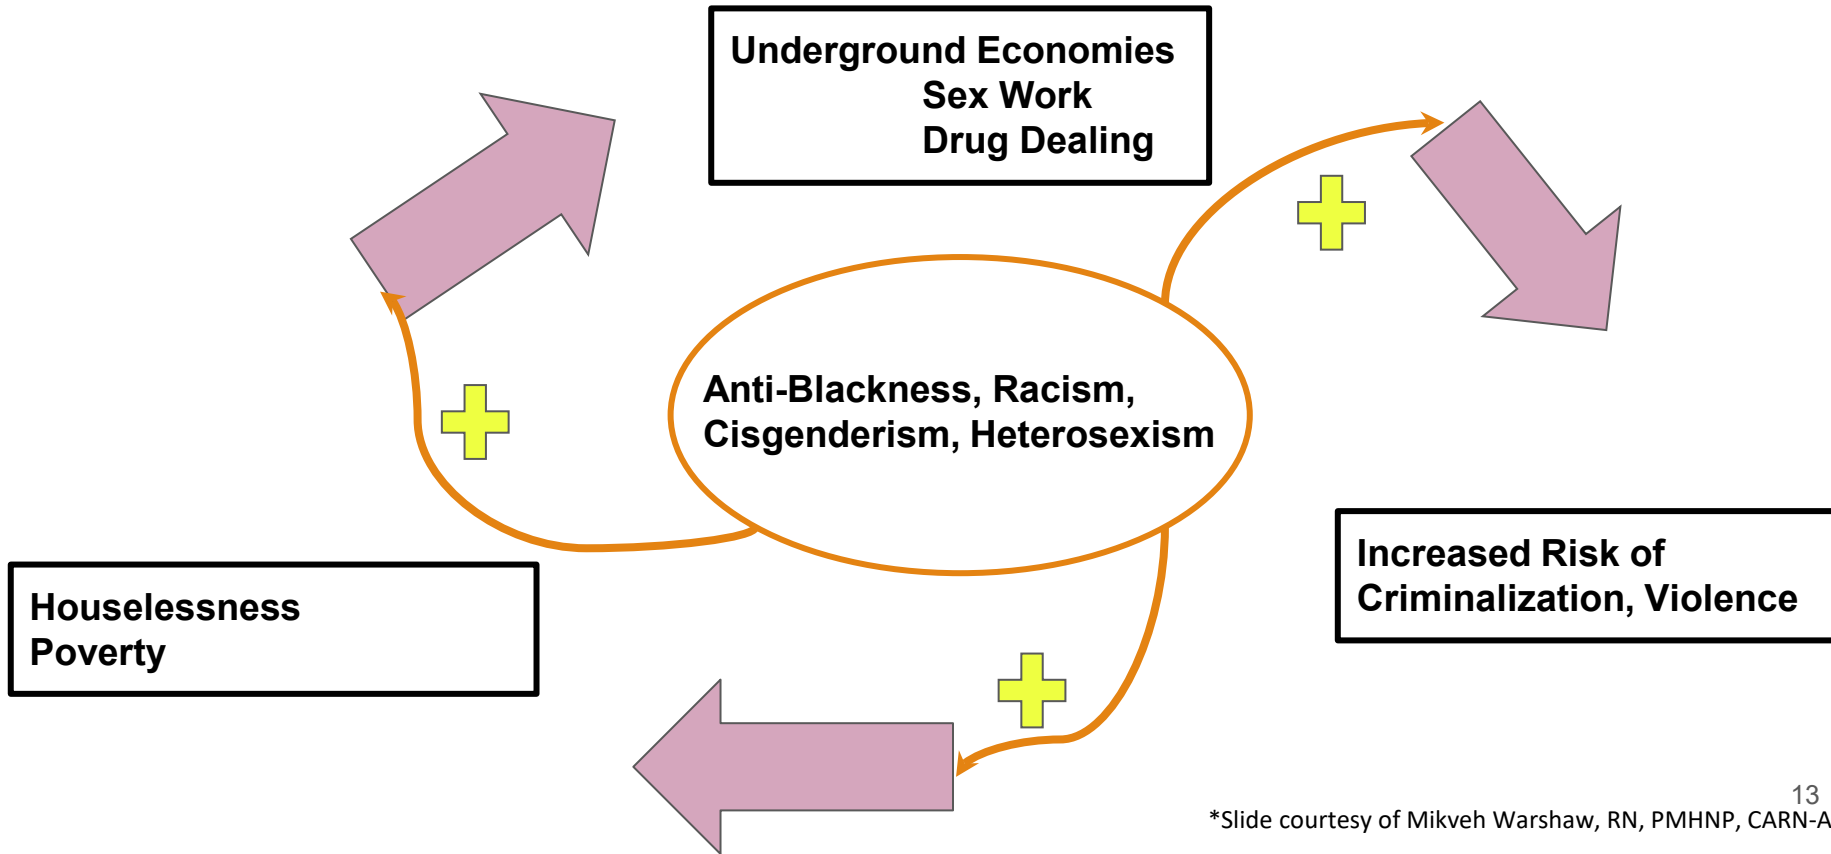 Underground Economies
Sex Work
Drug Dealing
Anti-Blackness, Racism,
Cisgenderism, Heterosexism
Increased Risk of
Criminalization, Violence
Houselessness
Poverty
13
*Slide courtesy of Mikveh Warshaw, RN, PMHNP, CARN-A